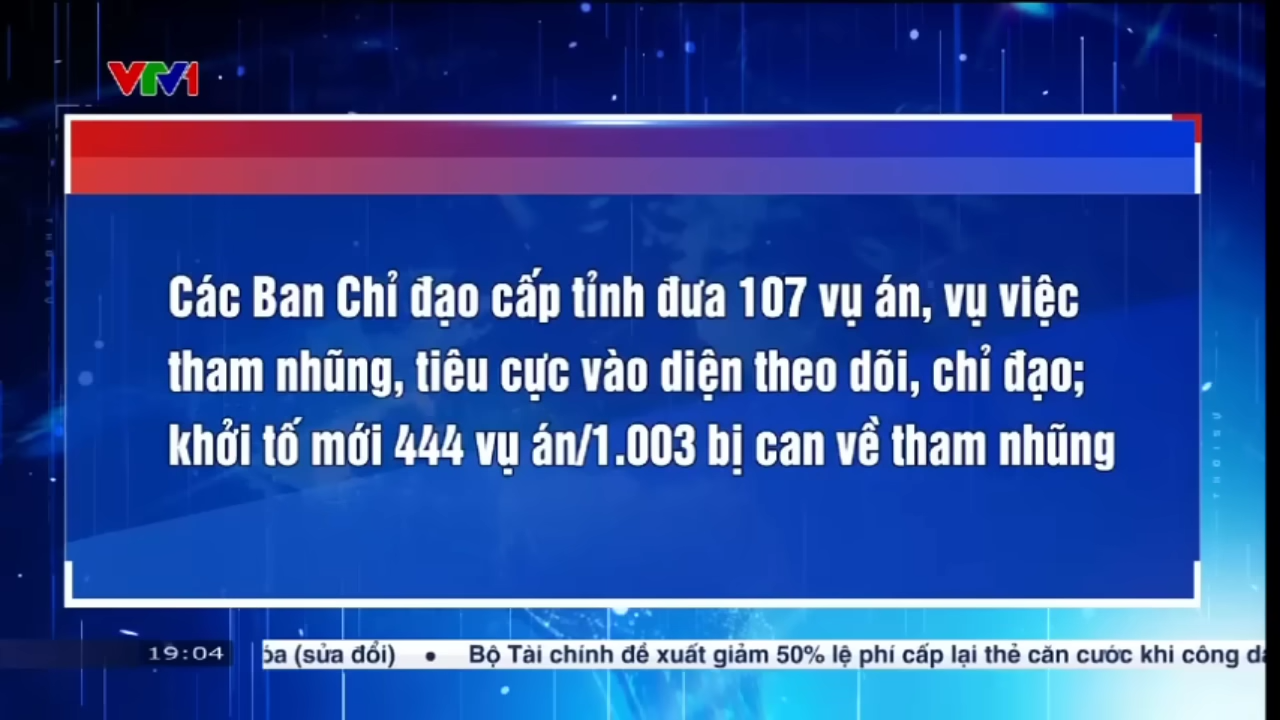 VTV1
Các Ban Chỉ đạo cấp tỉnh đưa 107 vụ án, vụ việc
tham nhũng, tiêu cực vào diện theo dõi, chỉ đạo;
khởi tố mới 444 vụ án/1.003 bị can về tham nhũng
19:04
(sửa đổi) • Bộ Tài chính đề xuất giảm 50% lệ phí cấp lại thẻ căn cước khi công